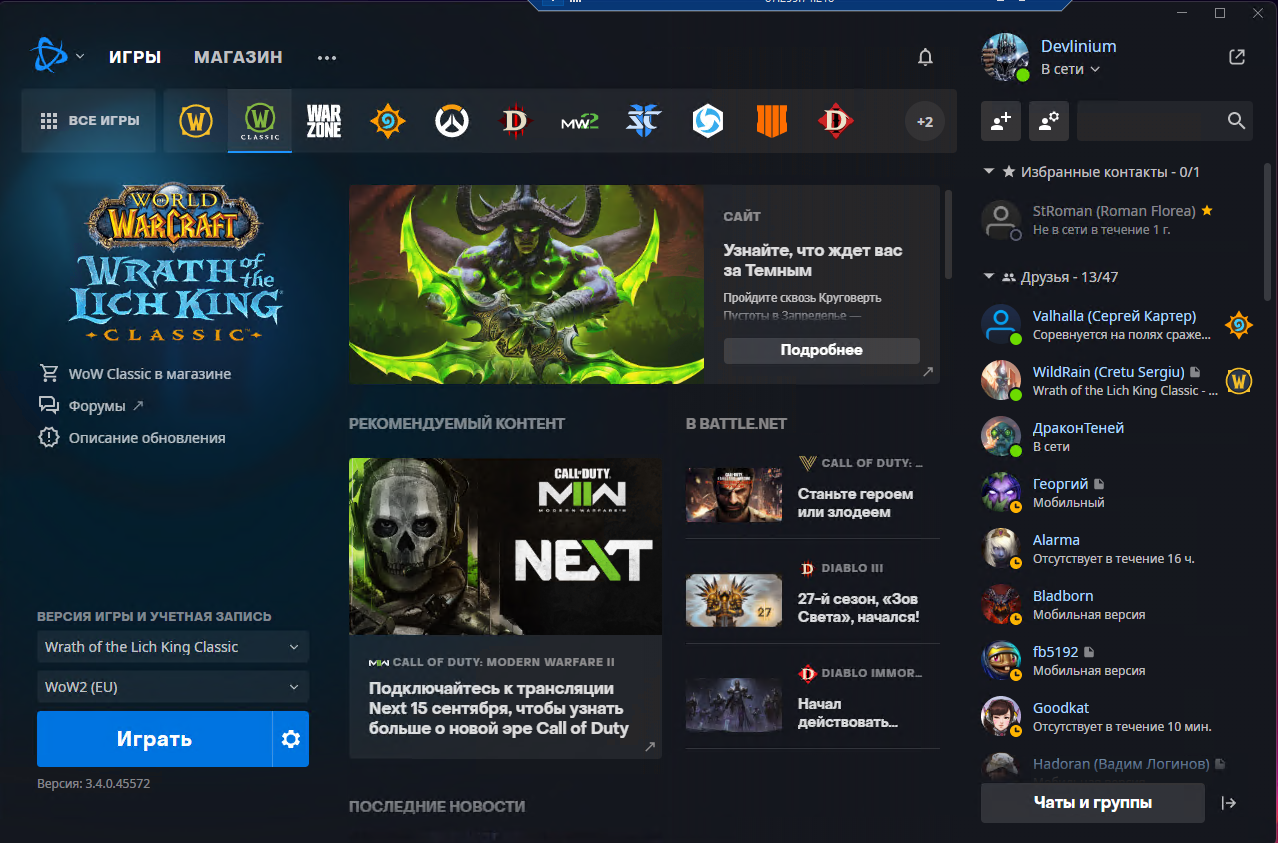 ИГРЫ
МАГАЗИН
Devlinium
В сети
ВСЕ ИГРЫ
W
W
CLASSIC
WAR
ZONE
D
MW2
D
+2
WORLD
OF
WARCRAFT
WRATH of the
LICH KING
CLASSIC
WoW Classic в магазине
Форумы
Описание обновления
САЙТ
Узнайте, что ждет вас
за Темным
Пройдите сквозь Круговерть
Пустоты в Запределье —
Подробнее
РЕКОМЕНДУЕМЫЙ КОНТЕНТ
CALL OF DUTY
MWII
MODERN WARFARE II
NEXT
MWII CALL OF DUTY: MODERN WARFARE II
Подключайтесь к трансляции
Next 15 сентября, чтобы узнать
больше о новой эре Call of Duty
В BATTLE.NET
CALL OF DUTY: ...
Станьте героем
или злодеем
DIABLO III
27-й сезон, «Зов
Света», начался!
27
DIABLO IMMOR...
Начал
действовать...
ПОСЛЕДНИЕ НОВОСТИ
ВЕРСИЯ ИГРЫ И УЧЕТНАЯ ЗАПИСЬ
Wrath of the Lich King Classic
WoW2 (EU)
Играть
Версия: 3.4.0.45572
Избранные контакты - 0/1
StRoman (Roman Florea)
Не в сети в течение 1 г.
Друзья - 13/47
Valhalla (Сергей Картер)
Соревнуется на полях сраже...
WildRain (Cretu Sergiu)
Wrath of the Lich King Classic - ...
ДраконТеней
В сети
Георгий
Мобильный
Alarma
Отсутствует в течение 16 ч.
Bladborn
Мобильная версия
fb5192
Мобильная версия
Goodkat
Отсутствует в течение 10 мин.
Hadoran (Вадим Логинов)
Чаты и группы